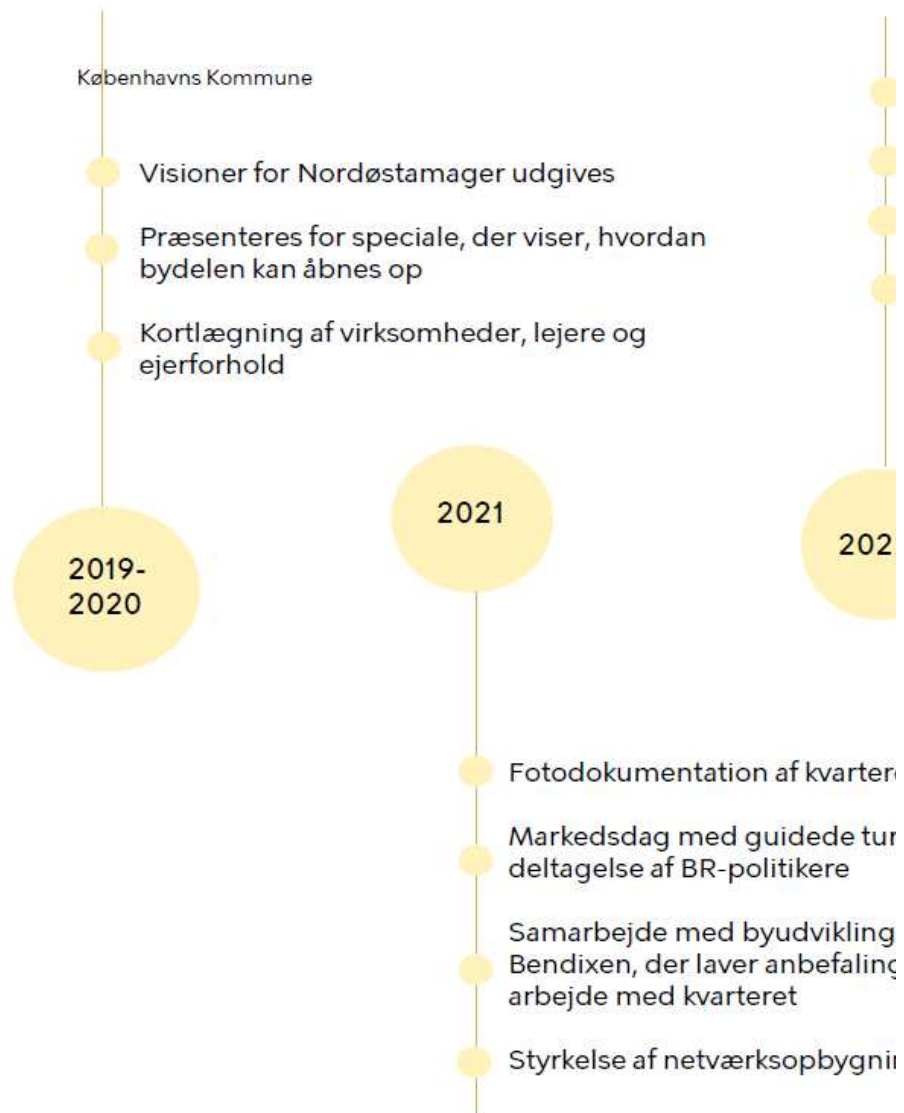 Københavns Kommune
Visioner for Nordøstamager udgives
Præsenteres for speciale, der viser, hvordan
bydelen kan åbnes op
Kortlægning af virksomheder, lejere og
ejerforhold
2019-
2020
2021
202
Fotodokumentation af
Markedsdag med guidede
deltagelse af BR-politikere
Samarbejde med
Bendixen, der laver
arbejde med kvarteret
Styrkelse af